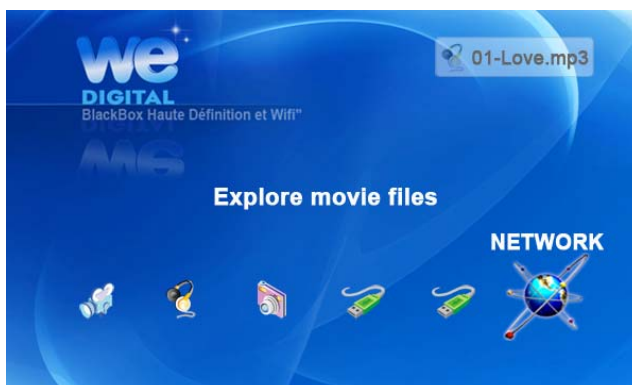 we
DIGITAL
BlackBox Haute Définition et Wifi"
01-Love.mp3
Explore movie files
NETWORK